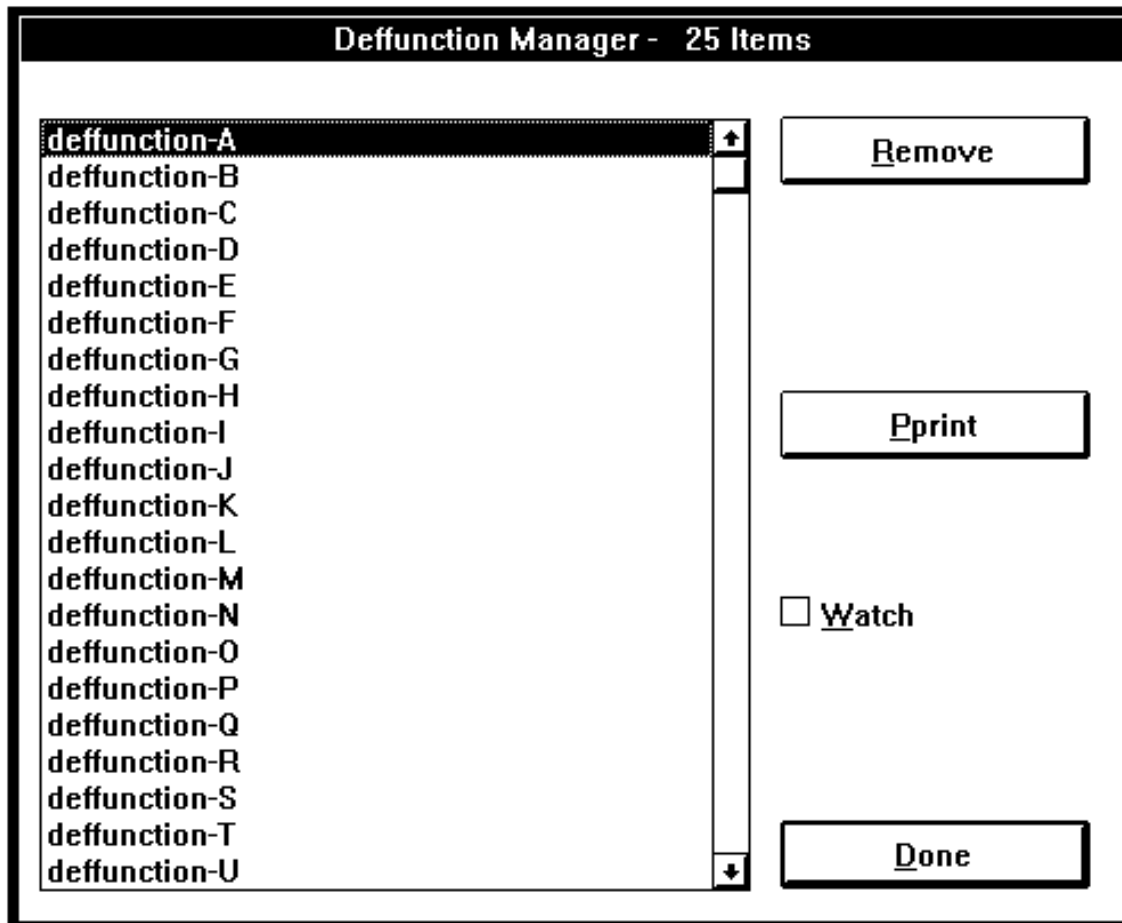 Deffunction Manager -   25 Items
deffunction-A
deffunction-B
deffunction-C
deffunction-D
deffunction-E
deffunction-F
deffunction-G
deffunction-H
deffunction-I
deffunction-J
deffunction-K
deffunction-L
deffunction-M
deffunction-N
deffunction-O
deffunction-P
deffunction-Q
deffunction-R
deffunction-S
deffunction-T
deffunction-U
Remove
Pprint
Watch
Done